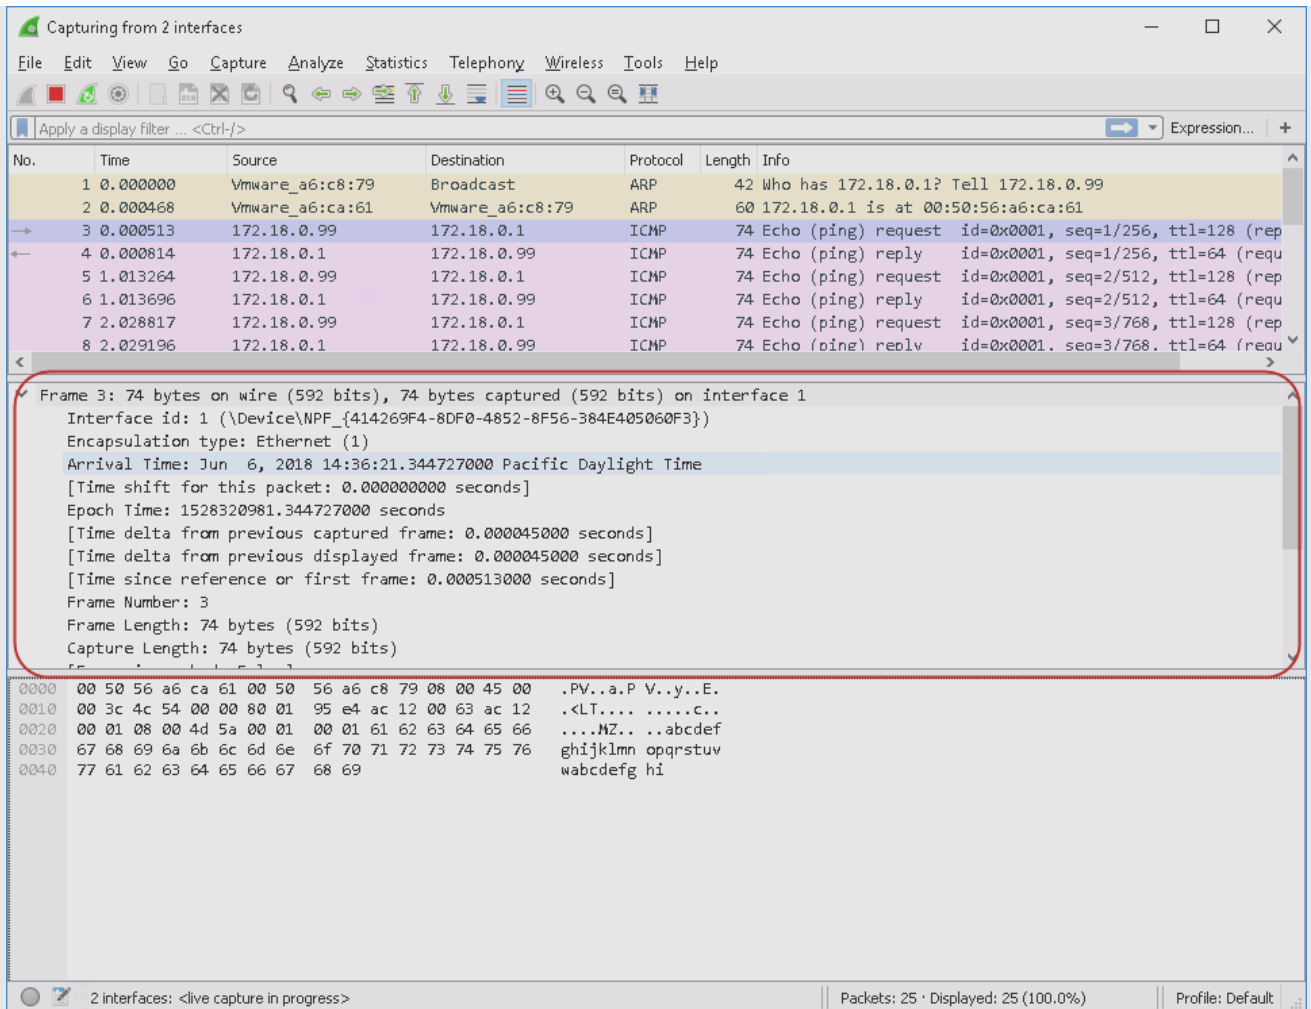 Capturing from 2 interfaces
File Edit View Go Capture Analyze Statistics Telephony Wireless Tools Help
Apply a display filter ... <Ctrl-/> Expression... +
No. Time Source Destination Protocol Length Info
1 0.000000 Vmware_a6:c8:79 Broadcast ARP 42 Who has 172.18.0.1? Tell 172.18.0.99
2 0.000468 Vmware_a6:ca:61 Vmware_a6:c8:79 ARP 60 172.18.0.1 is at 00:50:56:a6:ca:61
3 0.000513 172.18.0.99 172.18.0.1 ICMP 74 Echo (ping) request id=0x0001, seq=1/256, ttl=128 (rep
4 0.000814 172.18.0.1 172.18.0.99 ICMP 74 Echo (ping) reply id=0x0001, seq=1/256, ttl=64 (requ
5 1.013264 172.18.0.99 172.18.0.1 ICMP 74 Echo (ping) request id=0x0001, seq=2/512, ttl=128 (rep
6 1.013696 172.18.0.1 172.18.0.99 ICMP 74 Echo (ping) reply id=0x0001, seq=2/512, ttl=64 (requ
7 2.028817 172.18.0.99 172.18.0.1 ICMP 74 Echo (ping) request id=0x0001, seq=3/768, ttl=128 (rep
8 2.029196 172.18.0.1 172.18.0.99 ICMP 74 Echo (ping) reply id=0x0001, seq=3/768, ttl=64 (requ
Frame 3: 74 bytes on wire (592 bits), 74 bytes captured (592 bits) on interface 1
Interface id: 1 (\Device\NPF_{414269F4-8DF0-4852-8F56-384E405060F3})
Encapsulation type: Ethernet (1)
Arrival Time: Jun 6, 2018 14:36:21.344727000 Pacific Daylight Time
[Time shift for this packet: 0.000000000 seconds]
Epoch Time: 1528320981.344727000 seconds
[Time delta from previous captured frame: 0.000045000 seconds]
[Time delta from previous displayed frame: 0.000045000 seconds]
[Time since reference or first frame: 0.000513000 seconds]
Frame Number: 3
Frame Length: 74 bytes (592 bits)
Capture Length: 74 bytes (592 bits)
0000 00 50 56 a6 ca 61 00 50 56 a6 c8 79 08 00 45 00 .PV..a.P V..y..E.
0010 00 3c 4c 54 00 00 80 01 95 e4 ac 12 00 63 ac 12 .<LT.... .....c..
0020 00 01 08 00 4d 5a 00 01 00 01 61 62 63 64 65 66 ....MZ.. ..abcdef
0030 67 68 69 6a 6b 6c 6d 6e 6f 70 71 72 73 74 75 76 ghijklmn opqrstuv
0040 77 61 62 63 64 65 66 67 68 69 wabcdefg hi
2 interfaces: <live capture in progress> Packets: 25 · Displayed: 25 (100.0%) Profile: Default